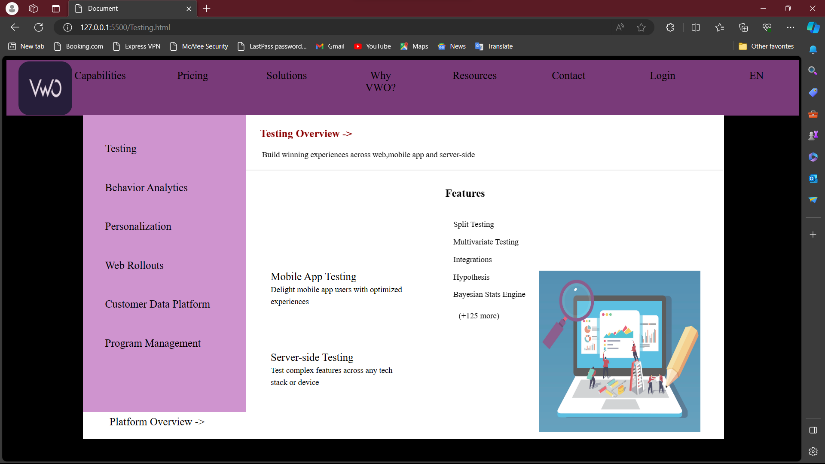 Document
127.0.0.1:5500/Testing.html
New tab
Booking.com
Express VPN
McAfee Security
LastPass password...
Gmail
YouTube
Maps
News
Translate
Other favorites
VWO
Capabilities
Pricing
Solutions
Why
VWO?
Resources
Contact
Login
EN
Testing
Behavior Analytics
Personalization
Web Rollouts
Customer Data Platform
Program Management
Platform Overview ->
Testing Overview ->
Build winning experiences across web,mobile app and server-side
Mobile App Testing
Delight mobile app users with optimized
experiences
Server-side Testing
Test complex features across any tech
stack or device
Features
Split Testing
Multivariate Testing
Integrations
Hypothesis
Bayesian Stats Engine
(+125 more)